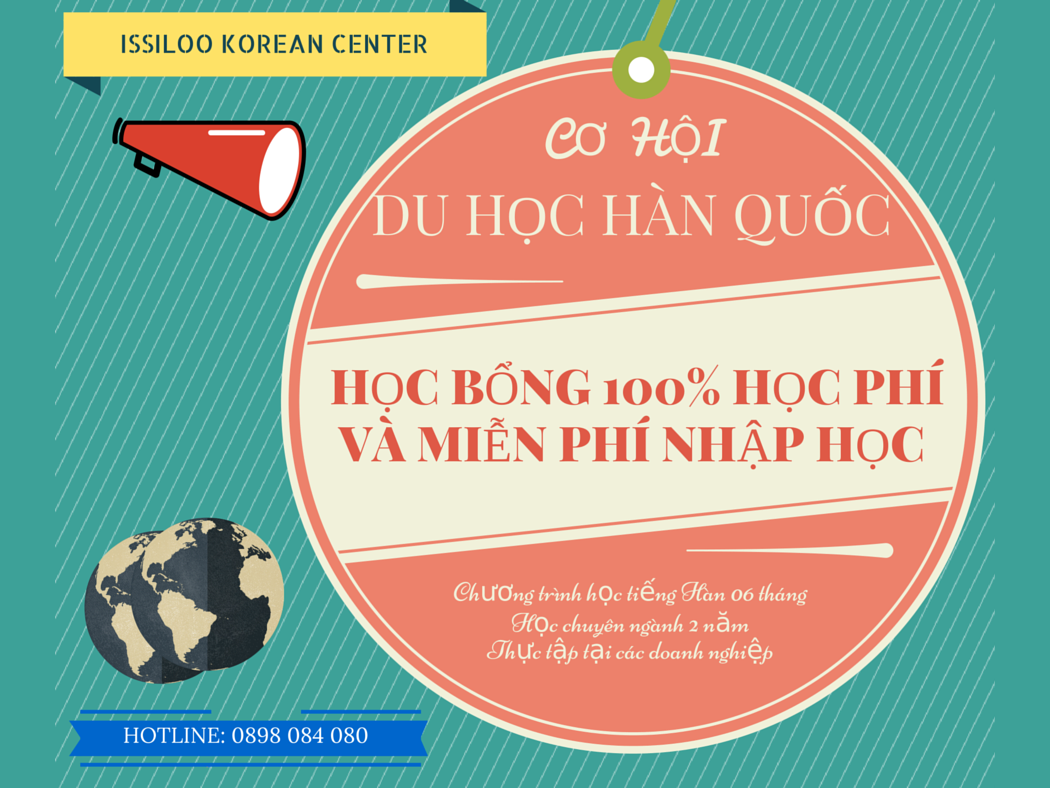 ISSILOO KOREAN CENTER
CƠ HỘI
DU HỌC HÀN QUỐC
HỌC BỔNG 100% HỌC PHÍ
VÀ MIỄN PHÍ NHẬP HỌC
Chương trình học tiếng Hàn 06 tháng
Học chuyên ngành 2 năm
Thực tập tại các doanh nghiệp
HOTLINE: 0898 084 080